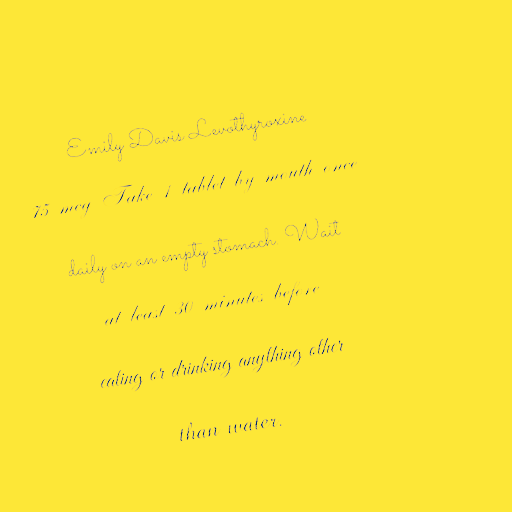 Emily Davis Levothyroxine
75 mcg Take 1 tablet by mouth once
daily on an empty stomach. Wait
at least 30 minutes before
eating or drinking anything other
than water.